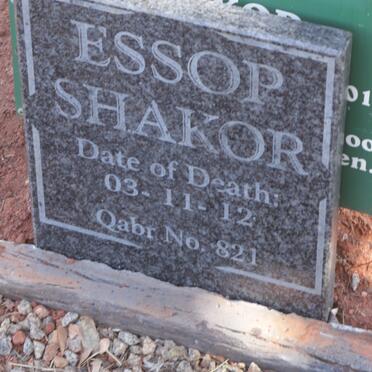 ESSOP
SHAKOR
Date of Death:
03-11-12
Qabr No. 821